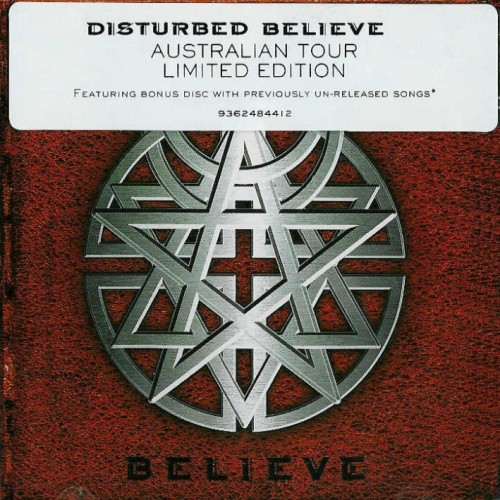 DISTURBED BELIEVE
AUSTRALIAN TOUR
LIMITED EDITION
FEATURING BONUS DISC WITH PREVIOUSLY UN-RELEASED SONGS*
9362484412
BELIEVE